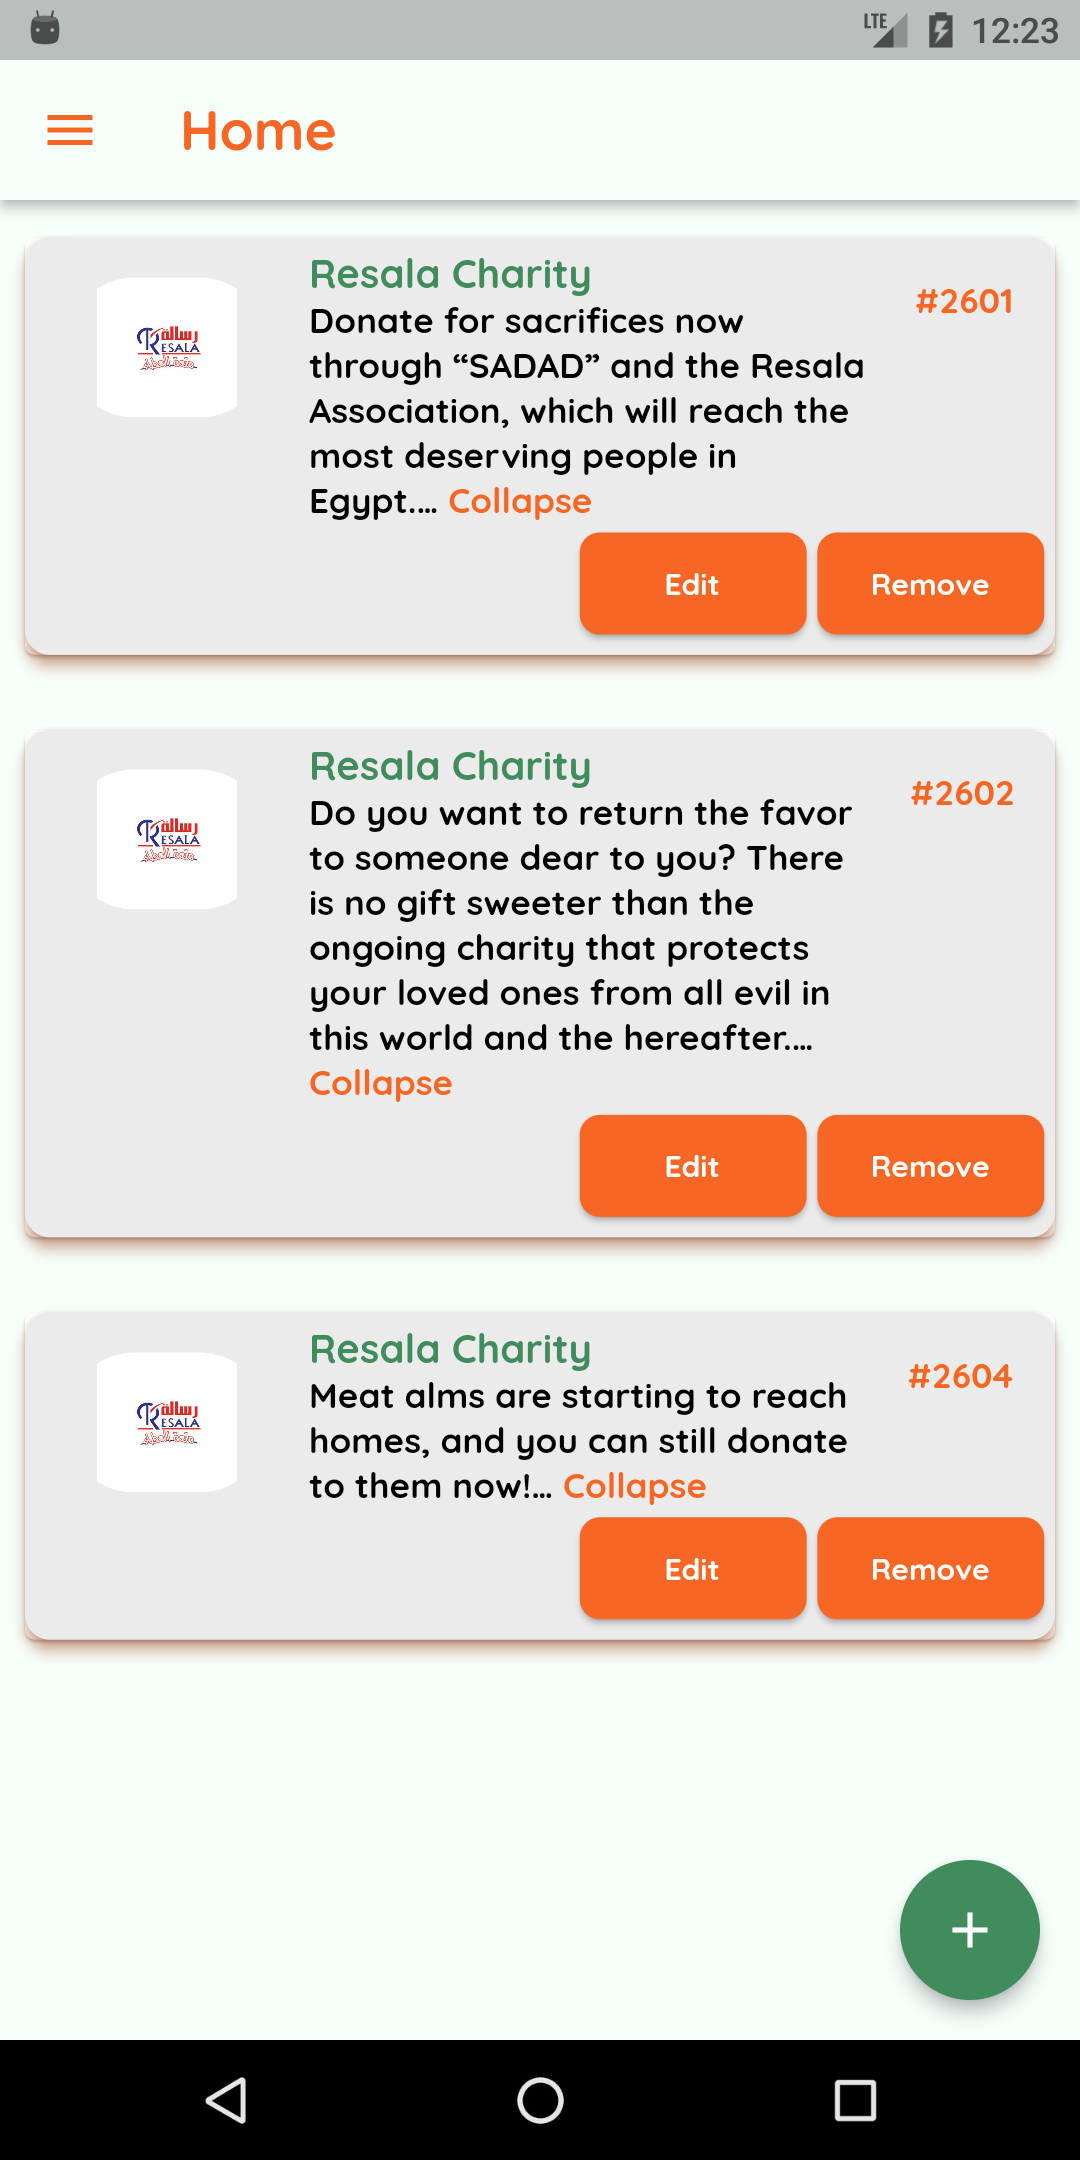 LTE 12:23
Home
Resala Charity
#2601
Donate for sacrifices now
through “SADAD” and the Resala
Association, which will reach the
most deserving people in
Egypt.... Collapse
Edit Remove
رسالة
RESALA
Resala Charity
#2602
Do you want to return the favor
to someone dear to you? There
is no gift sweeter than the
ongoing charity that protects
your loved ones from all evil in
this world and the hereafter....
Collapse
Edit Remove
رسالة
RESALA
Resala Charity
#2604
Meat alms are starting to reach
homes, and you can still donate
to them now!... Collapse
Edit Remove
رسالة
RESALA